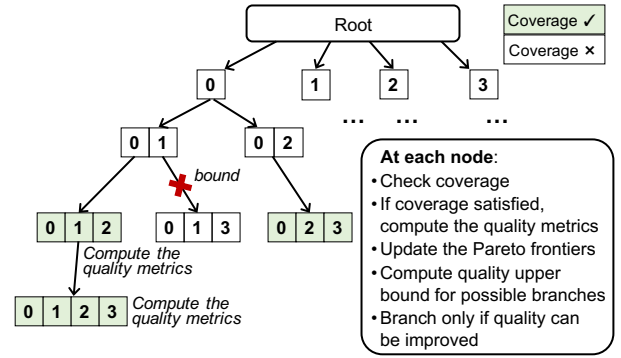 Root
Coverage ✓
Coverage ×
0
1
2
3
... ... ...
0 1
0 2
bound
0 1 2
0 1 3
0 2 3
Compute the
quality metrics
0 1 2 3
Compute the
quality metrics
At each node:
•Check coverage
•If coverage satisfied,
compute the quality metrics
•Update the Pareto frontiers
•Compute quality upper
bound for possible branches
•Branch only if quality can
be improved